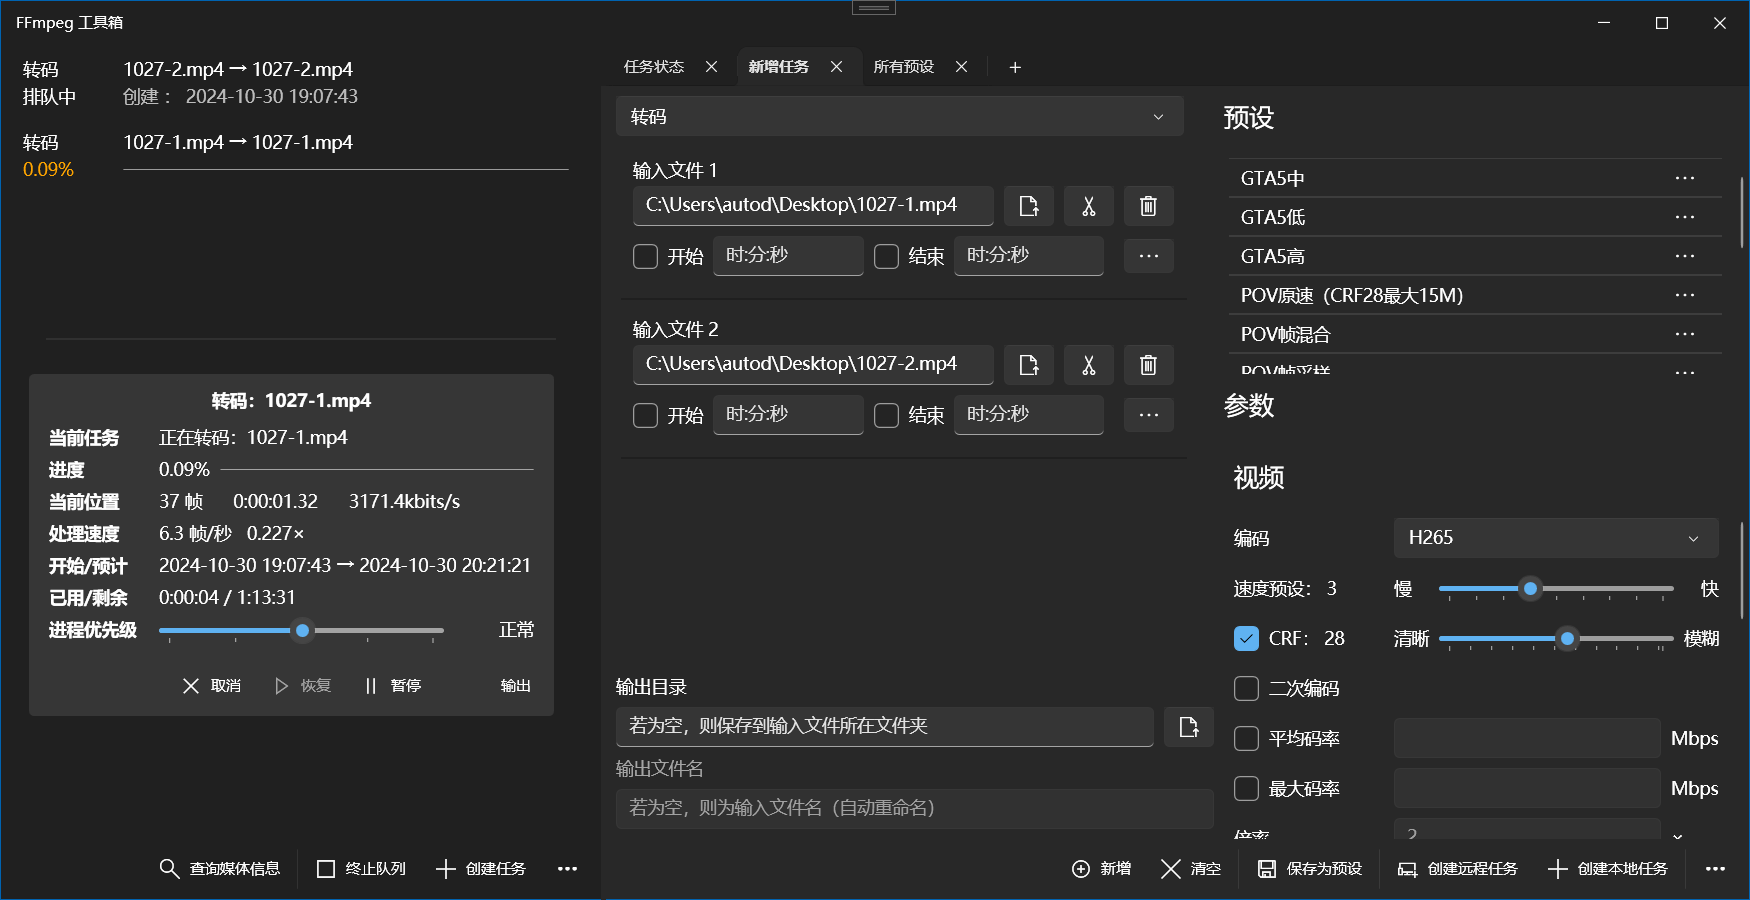 FFmpeg 工具箱
转码 1027-2.mp4 → 1027-2.mp4
排队中 创建： 2024-10-30 19:07:43
转码 1027-1.mp4 → 1027-1.mp4
0.09%
转码：1027-1.mp4
当前任务 正在转码：1027-1.mp4
进度 0.09%
当前位置 37 帧 0:00:01.32 3171.4kbits/s
处理速度 6.3 帧/秒 0.227×
开始/预计 2024-10-30 19:07:43 → 2024-10-30 20:21:21
已用/剩余 0:00:04 / 1:13:31
进程优先级 正常
取消 恢复 暂停 输出
查询媒体信息 终止队列 创建任务 ···
任务状态 新增任务 所有预设
转码
输入文件 1
C:\Users\autod\Desktop\1027-1.mp4
开始 时:分:秒 结束 时:分:秒 ···
输入文件 2
C:\Users\autod\Desktop\1027-2.mp4
开始 时:分:秒 结束 时:分:秒 ···
输出目录
若为空，则保存到输入文件所在文件夹
输出文件名
若为空，则为输入文件名（自动重命名）
预设
GTA5中 ···
GTA5低 ···
GTA5高 ···
POV原速（CRF28最大15M） ···
POV帧混合 ···
POV帧采样 ···
参数
视频
编码 H265
速度预设： 3 慢 快
CRF： 28 清晰 模糊
二次编码
平均码率 Mbps
最大码率 Mbps
倍率 2
新增 清空 保存为预设 创建远程任务 创建本地任务 ···